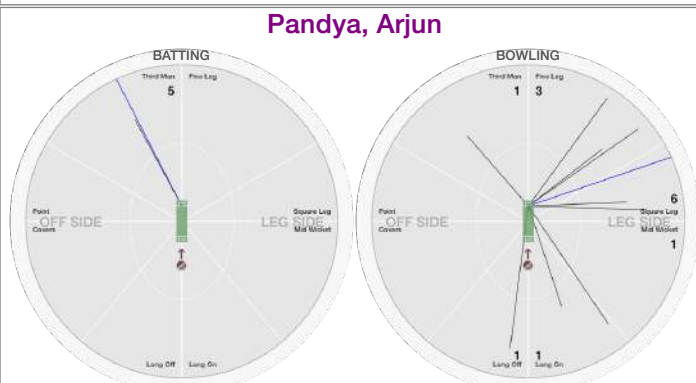 Pandya, Arjun
BATTING
Third Man Fine Leg
5
Point
OFF SIDE
Covers
Square Leg
LEG SIDE
Mid Wicket
Long Off Long On
BOWLING
Third Man Fine Leg
1 3
Point
OFF SIDE
Covers
6
Square Leg
LEG SIDE
Mid Wicket
1
1 1
Long Off Long On